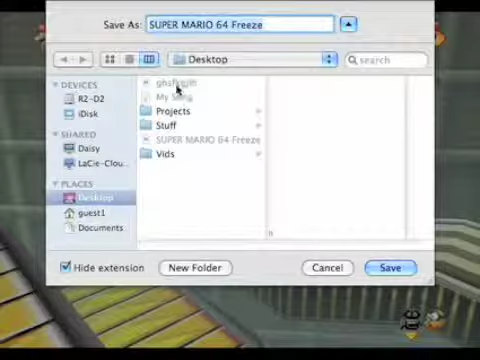 Save As: SUPER MARIO 64 Freeze
Desktop
search
DEVICES
R2-D2
iDisk
SHARED
Daisy
LaCie-Clou...
PLACES
Desktop
guest1
Documents
My Song
Projects
Stuff
SUPER MARIO 64 Freeze
Vids
Hide extension
New Folder
Cancel
Save